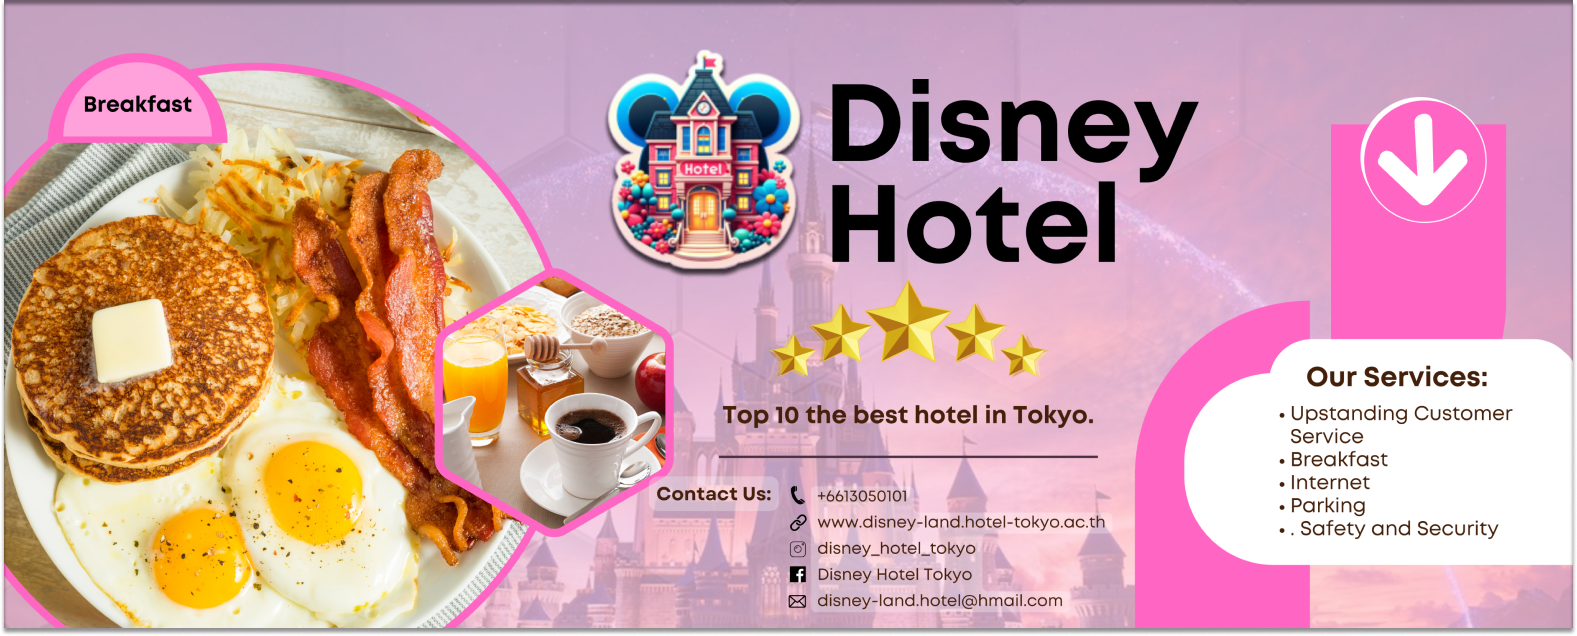 Breakfast
Hotel
Disney
Hotel
Top 10 the best hotel in Tokyo.
Contact Us:
+6613050101
www.disney-land.hotel-tokyo.ac.th
disney_hotel_tokyo
Disney Hotel Tokyo
disney-land.hotel@hmail.com
Our Services:
• Upstanding Customer
Service
• Breakfast
• Internet
• Parking
• . Safety and Security